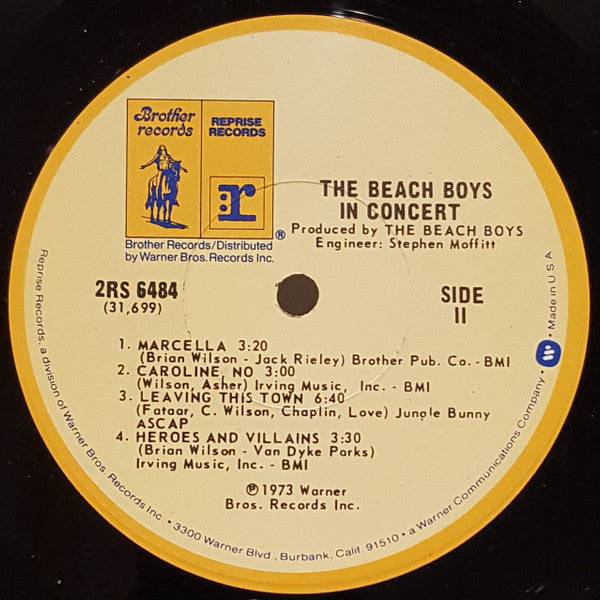 Brother
records
REPRISE
RECORDS
r
®
Brother Records/Distributed
by Warner Bros. Records Inc.
THE BEACH BOYS
IN CONCERT
Produced by THE BEACH BOYS
Engineer: Stephen Moffitt
2RS 6484
(31,699)
SIDE
II
1. MARCELLA 3:20
(Brian Wilson - Jack Rieley) Brother Pub. Co. - BMI
2. CAROLINE, NO 3:00
(Wilson, Asher) Irving Music, Inc. - BMI
3. LEAVING THIS TOWN 6:40
(Fataar, C. Wilson, Chaplin, Love) Jungle Bunny
ASCAP
4. HEROES AND VILLAINS 3:30
(Brian Wilson - Van Dyke Parks)
Irving Music, Inc. - BMI
℗ 1973 Warner
Bros. Records Inc.
Reprise Records, a division of Warner Bros. Records Inc. • 3300 Warner Blvd., Burbank, Calif. 91510 • a Warner Communications Company • W • Made in U.S.A.